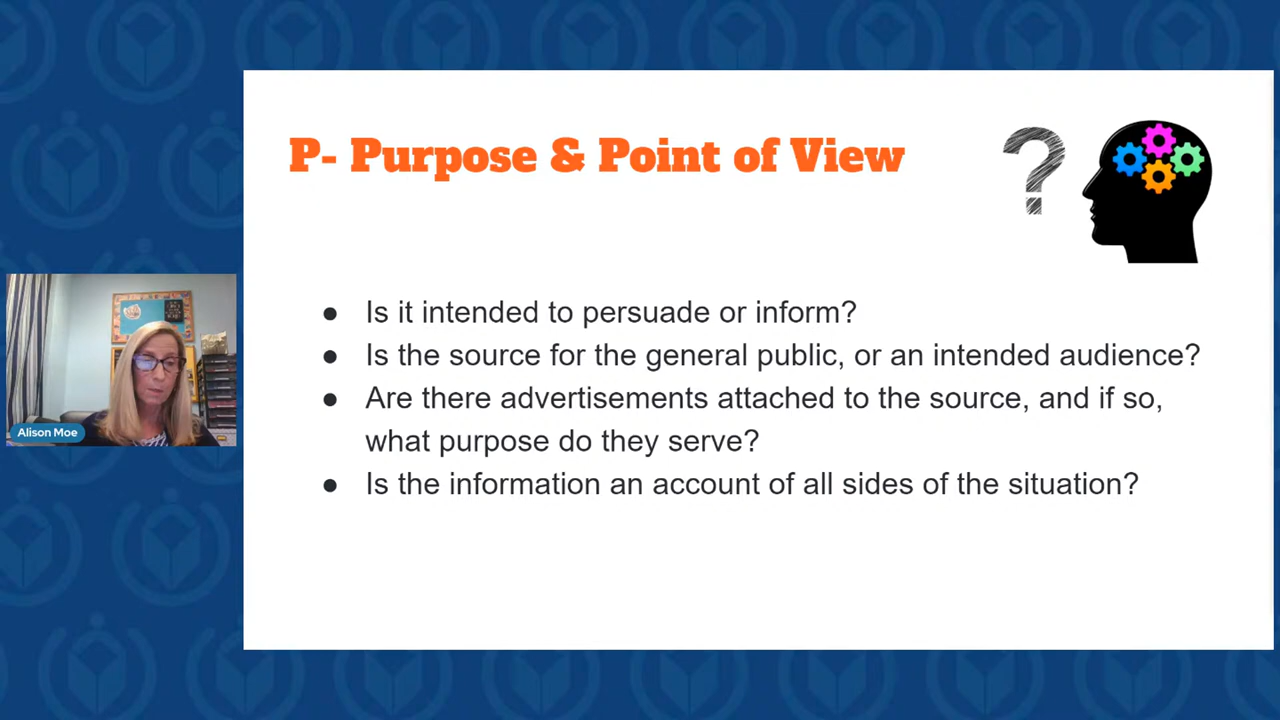 P- Purpose & Point of View
?
● Is it intended to persuade or inform?
● Is the source for the general public, or an intended audience?
● Are there advertisements attached to the source, and if so,
what purpose do they serve?
● Is the information an account of all sides of the situation?
Alison Moe